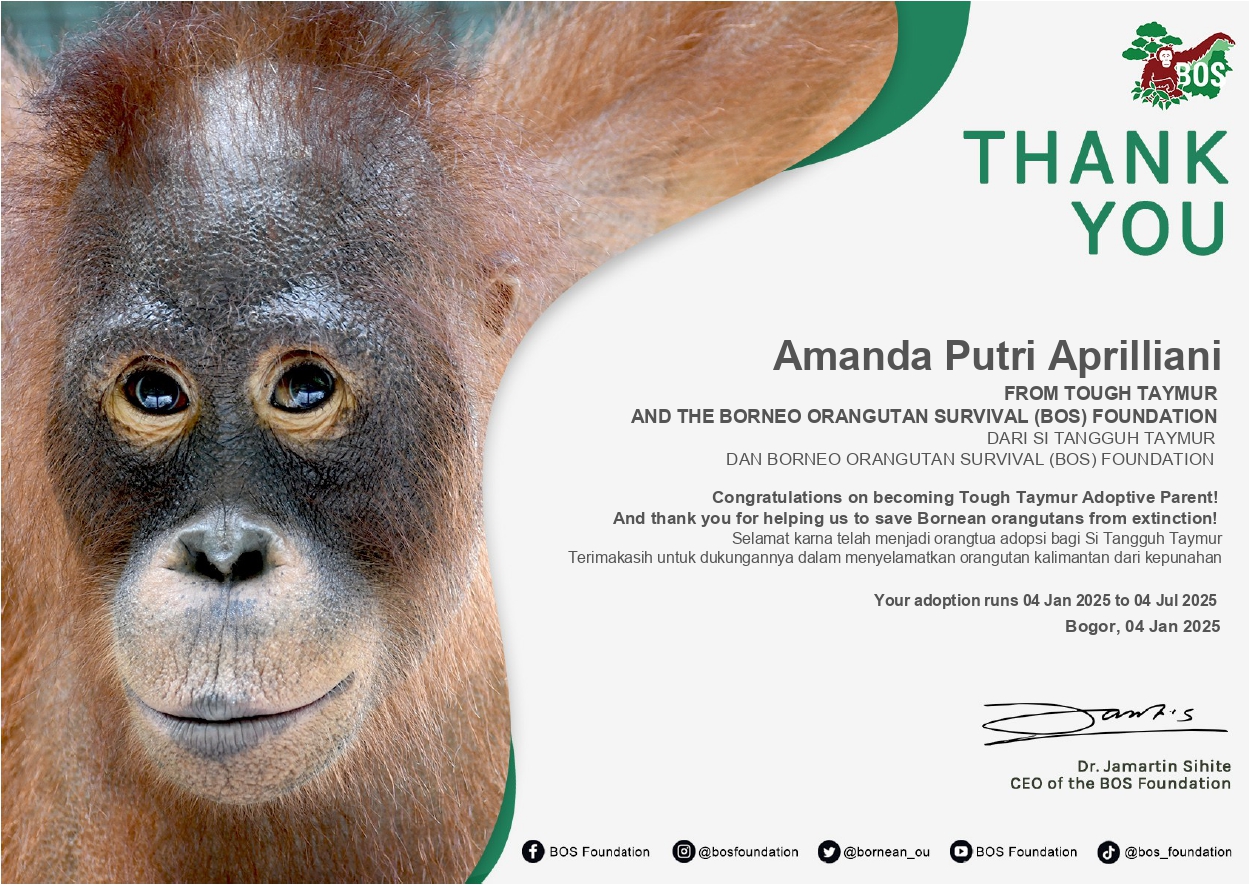 BOS
THANK
YOU
Amanda Putri Aprilliani
FROM TOUGH TAYMUR
AND THE BORNEO ORANGUTAN SURVIVAL (BOS) FOUNDATION
DARI SI TANGGUH TAYMUR
DAN BORNEO ORANGUTAN SURVIVAL (BOS) FOUNDATION
Congratulations on becoming Tough Taymur Adoptive Parent!
And thank you for helping us to save Bornean orangutans from extinction!
Selamat karna telah menjadi orangtua adopsi bagi Si Tangguh Taymur
Terimakasih untuk dukungannya dalam menyelamatkan orangutan kalimantan dari kepunahan
Your adoption runs 04 Jan 2025 to 04 Jul 2025
Bogor, 04 Jan 2025
Dr. Jamartin Sihite
CEO of the BOS Foundation
BOS Foundation @bosfoundation @bornean_ou BOS Foundation @bos_foundation